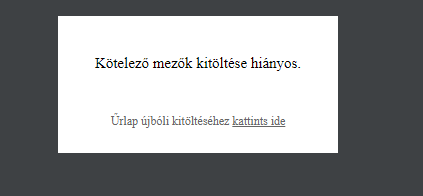 Kötelező mezők kitöltése hiányos.
Űrlap újbóli kitöltéséhez kattints ide